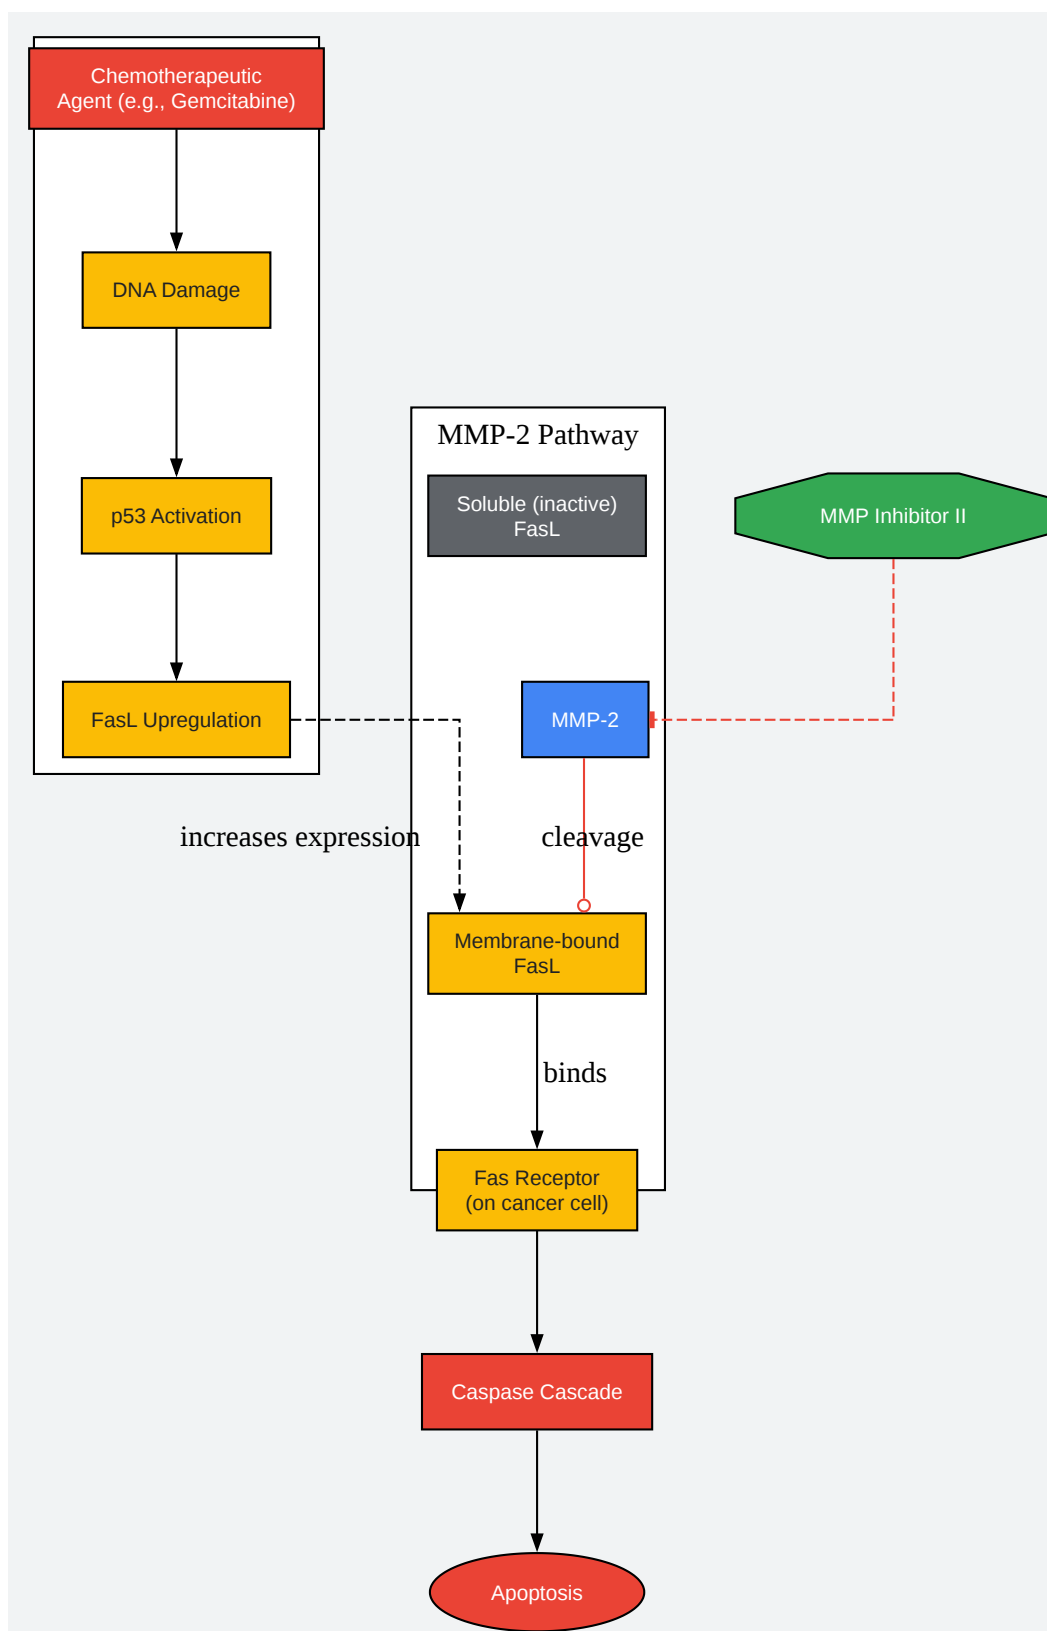 Chemotherapeutic
Agent (e.g., Gemcitabine)
DNA Damage
p53 Activation
FasL Upregulation
increases expression
MMP-2 Pathway
Soluble (inactive)
FasL
MMP Inhibitor II
MMP-2
cleavage
Membrane-bound
FasL
binds
Fas Receptor
(on cancer cell)
Caspase Cascade
Apoptosis